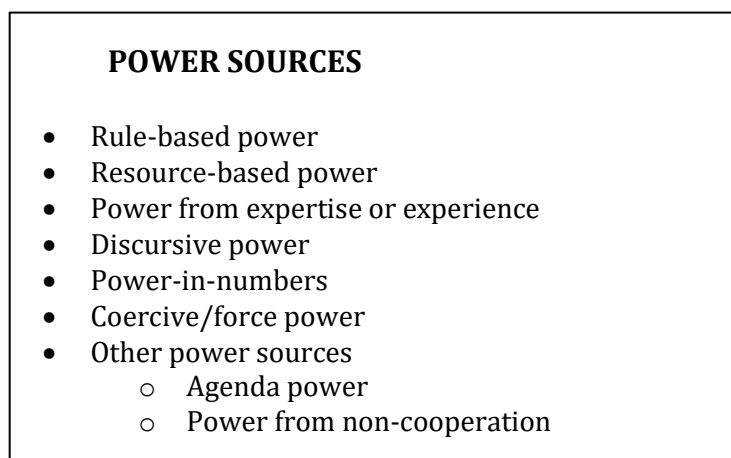 POWER SOURCES
• Rule-based power
• Resource-based power
• Power from expertise or experience
• Discursive power
• Power-in-numbers
• Coercive/force power
• Other power sources
o Agenda power
o Power from non-cooperation